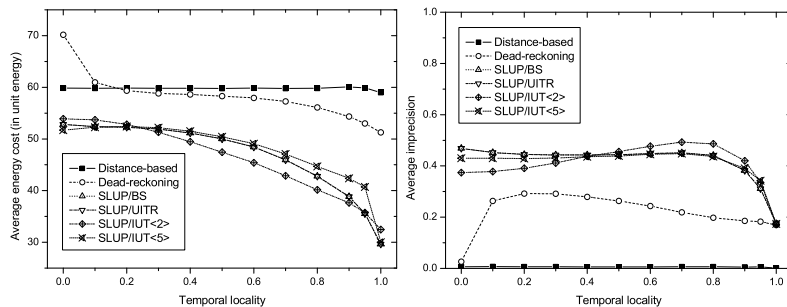 Average energy cost (in unit energy)
70
60
50
40
30
Distance-based
Dead-reckoning
SLUP/BS
SLUP/UITR
SLUP/IUT<2>
SLUP/IUT<5>
0.0 0.2 0.4 0.6 0.8 1.0
Temporal locality
Average imprecision
1.0
0.8
0.6
0.4
0.2
0.0
Distance-based
Dead-reckoning
SLUP/BS
SLUP/UITR
SLUP/IUT<2>
SLUP/IUT<5>
0.0 0.2 0.4 0.6 0.8 1.0
Temporal locality